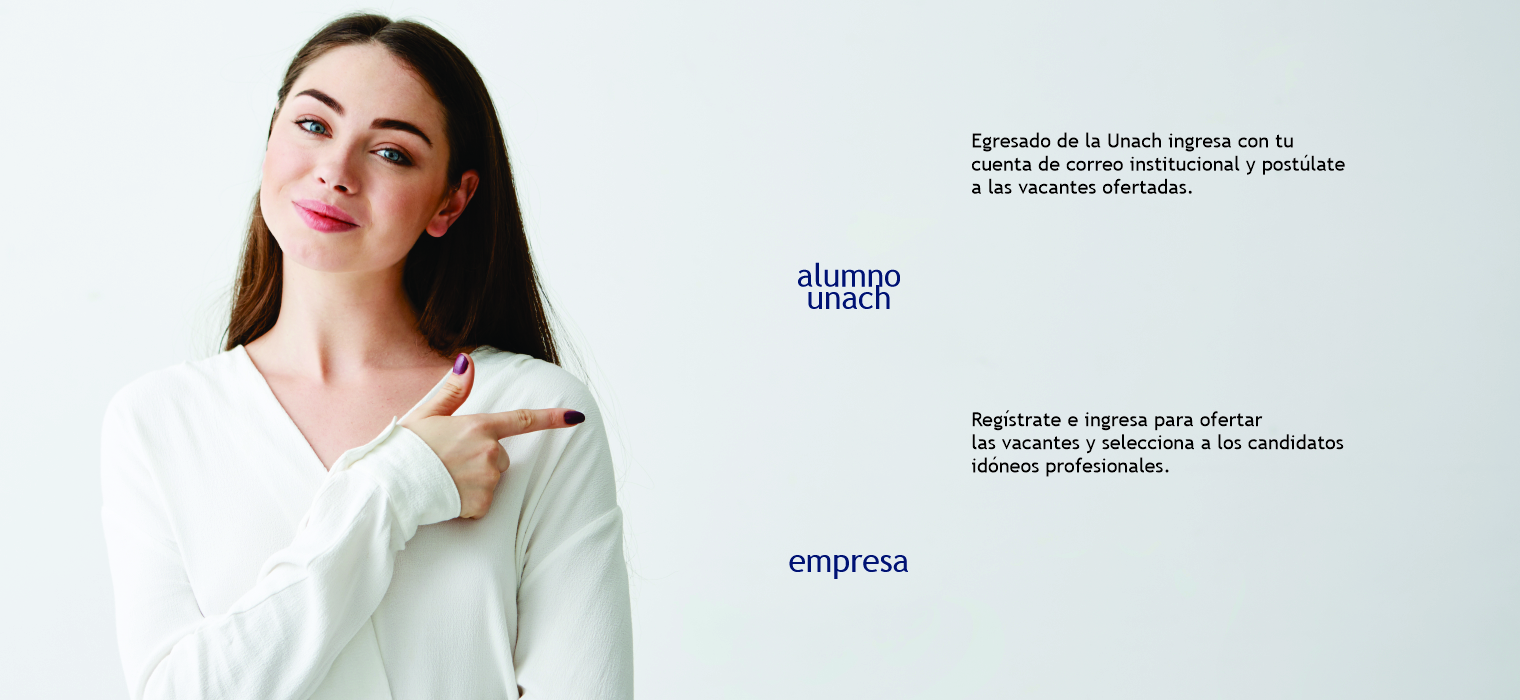 Egresado de la Unach ingresa con tu
cuenta de correo institucional y postúlate
a las vacantes ofertadas.
alumno
unach
Regístrate e ingresa para ofertar
las vacantes y selecciona a los candidatos
idóneos profesionales.
empresa